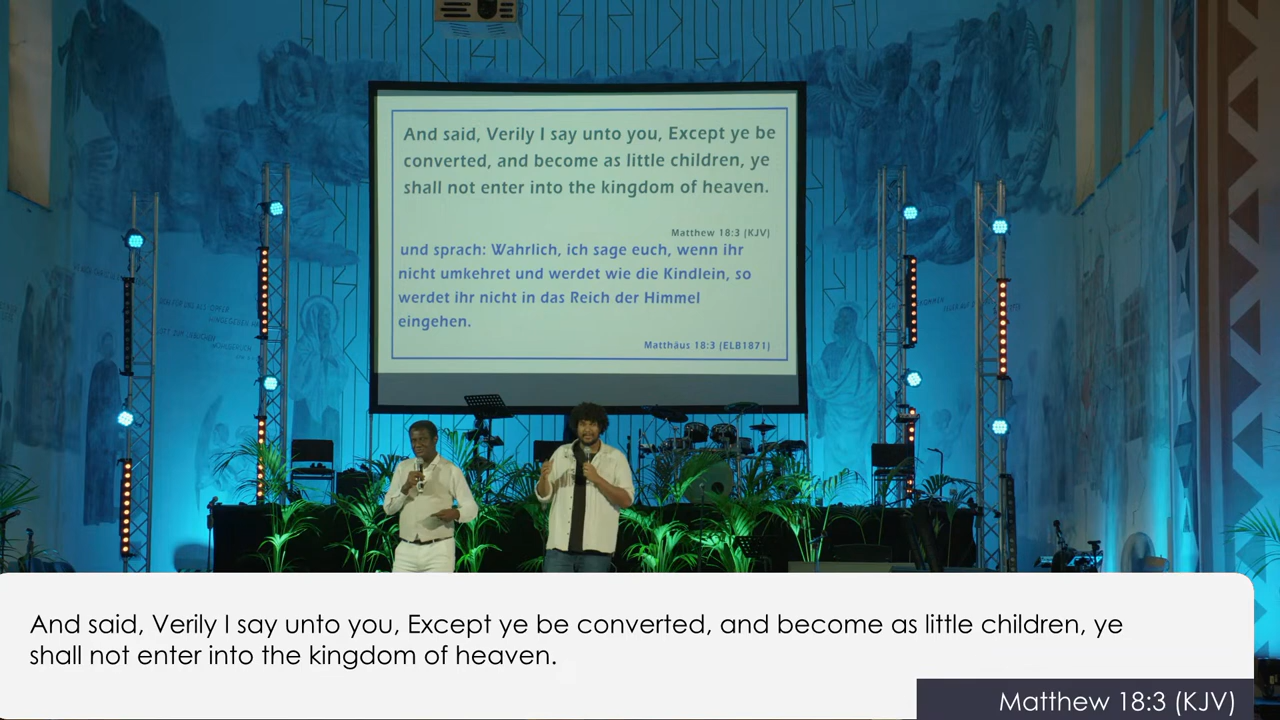 And said, Verily I say unto you, Except ye be
converted, and become as little children, ye
shall not enter into the kingdom of heaven.
Matthew 18:3 (KJV)
und sprach: Wahrlich, ich sage euch, wenn ihr
nicht umkehret und werdet wie die Kindlein, so
werdet ihr nicht in das Reich der Himmel
eingehen.
Matthäus 18:3 (ELB1871)
And said, Verily I say unto you, Except ye be converted, and become as little children, ye
shall not enter into the kingdom of heaven.
Matthew 18:3 (KJV)